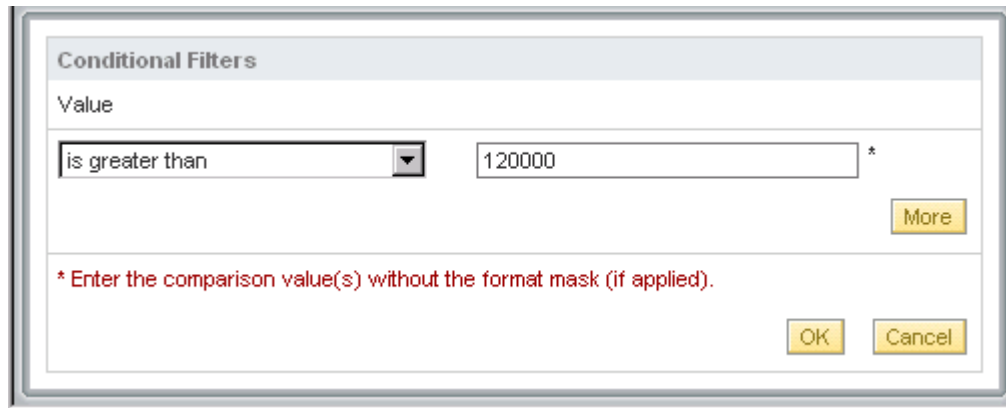 Conditional Filters
Value
is greater than 120000 *
More
* Enter the comparison value(s) without the format mask (if applied).
OK Cancel